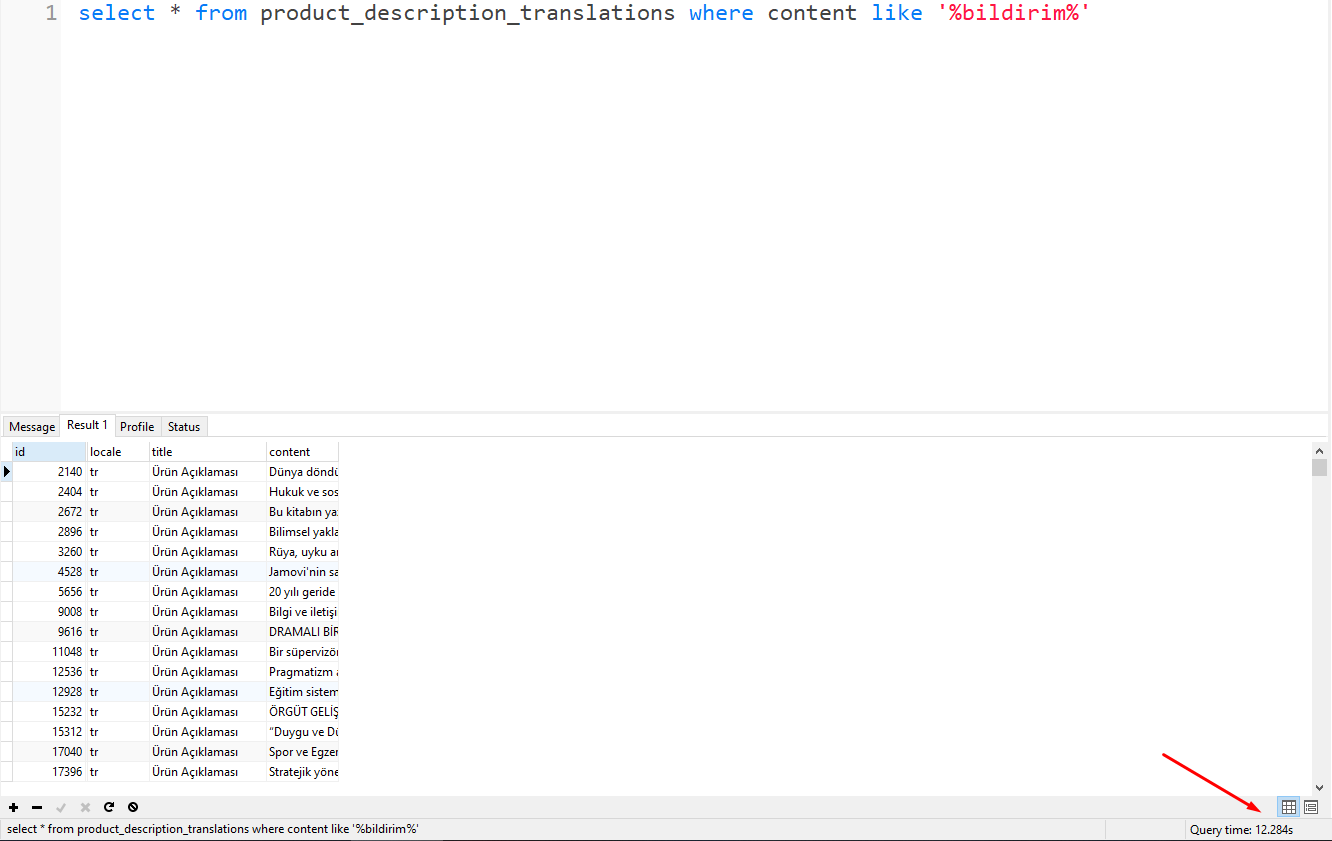 1 select * from product_description_translations where content like '%bildirim%'
Message Result 1 Profile Status
id locale title content
2140 tr Ürün Açıklaması Dünya döndü
2404 tr Ürün Açıklaması Hukuk ve sos
2672 tr Ürün Açıklaması Bu kitabın ya
2896 tr Ürün Açıklaması Bilimsel yakla
3260 tr Ürün Açıklaması Rüya, uyku a
4528 tr Ürün Açıklaması Jamovi'nin sa
5656 tr Ürün Açıklaması 20 yılı geride
9008 tr Ürün Açıklaması Bilgi ve iletişi
9616 tr Ürün Açıklaması DRAMALI BİR
11048 tr Ürün Açıklaması Bir süpervizö
12536 tr Ürün Açıklaması Pragmatizm a
12928 tr Ürün Açıklaması Eğitim sistem
15232 tr Ürün Açıklaması ÖRGÜT GELİŞ
15312 tr Ürün Açıklaması "Duygu ve Dü
17040 tr Ürün Açıklaması Spor ve Egzer
17396 tr Ürün Açıklaması Stratejik yöne
select * from product_description_translations where content like '%bildirim%' Query time: 12.284s